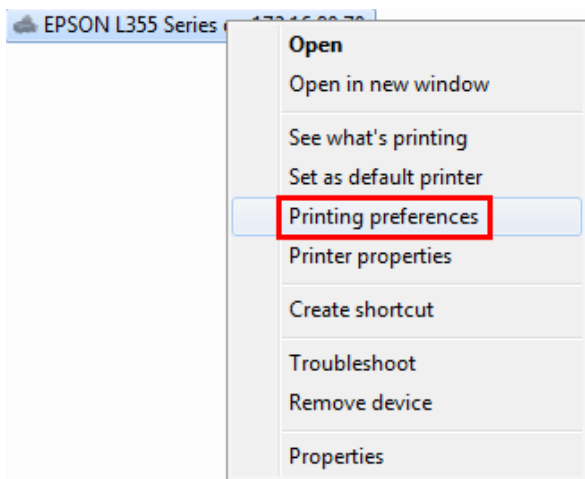 EPSON L355 Series
Open
Open in new window
See what's printing
Set as default printer
Printing preferences
Printer properties
Create shortcut
Troubleshoot
Remove device
Properties